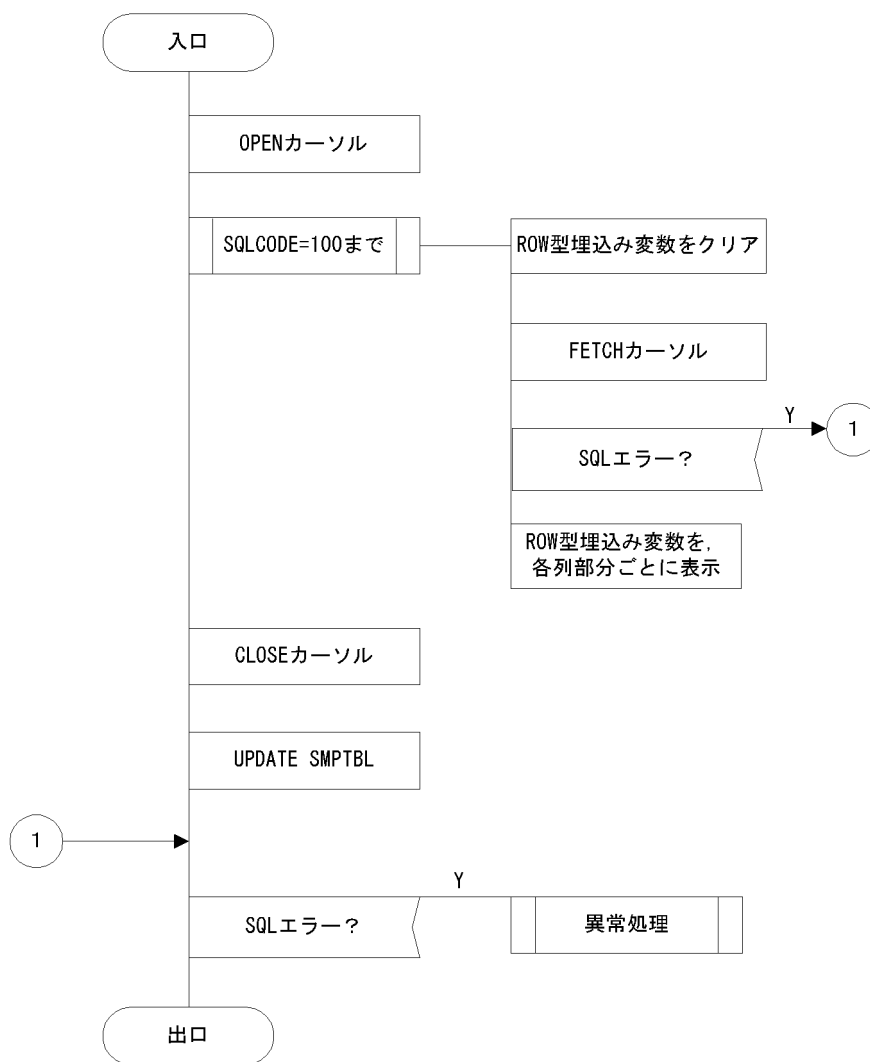 入口
OPENカーソル
SQLCODE=100まで
ROW型埋込み変数をクリア
FETCHカーソル
Y
SQLエラー？
1
ROW型埋込み変数を,
各列部分ごとに表示
CLOSEカーソル
UPDATE SMPTBL
1
Y
SQLエラー？
異常処理
出口